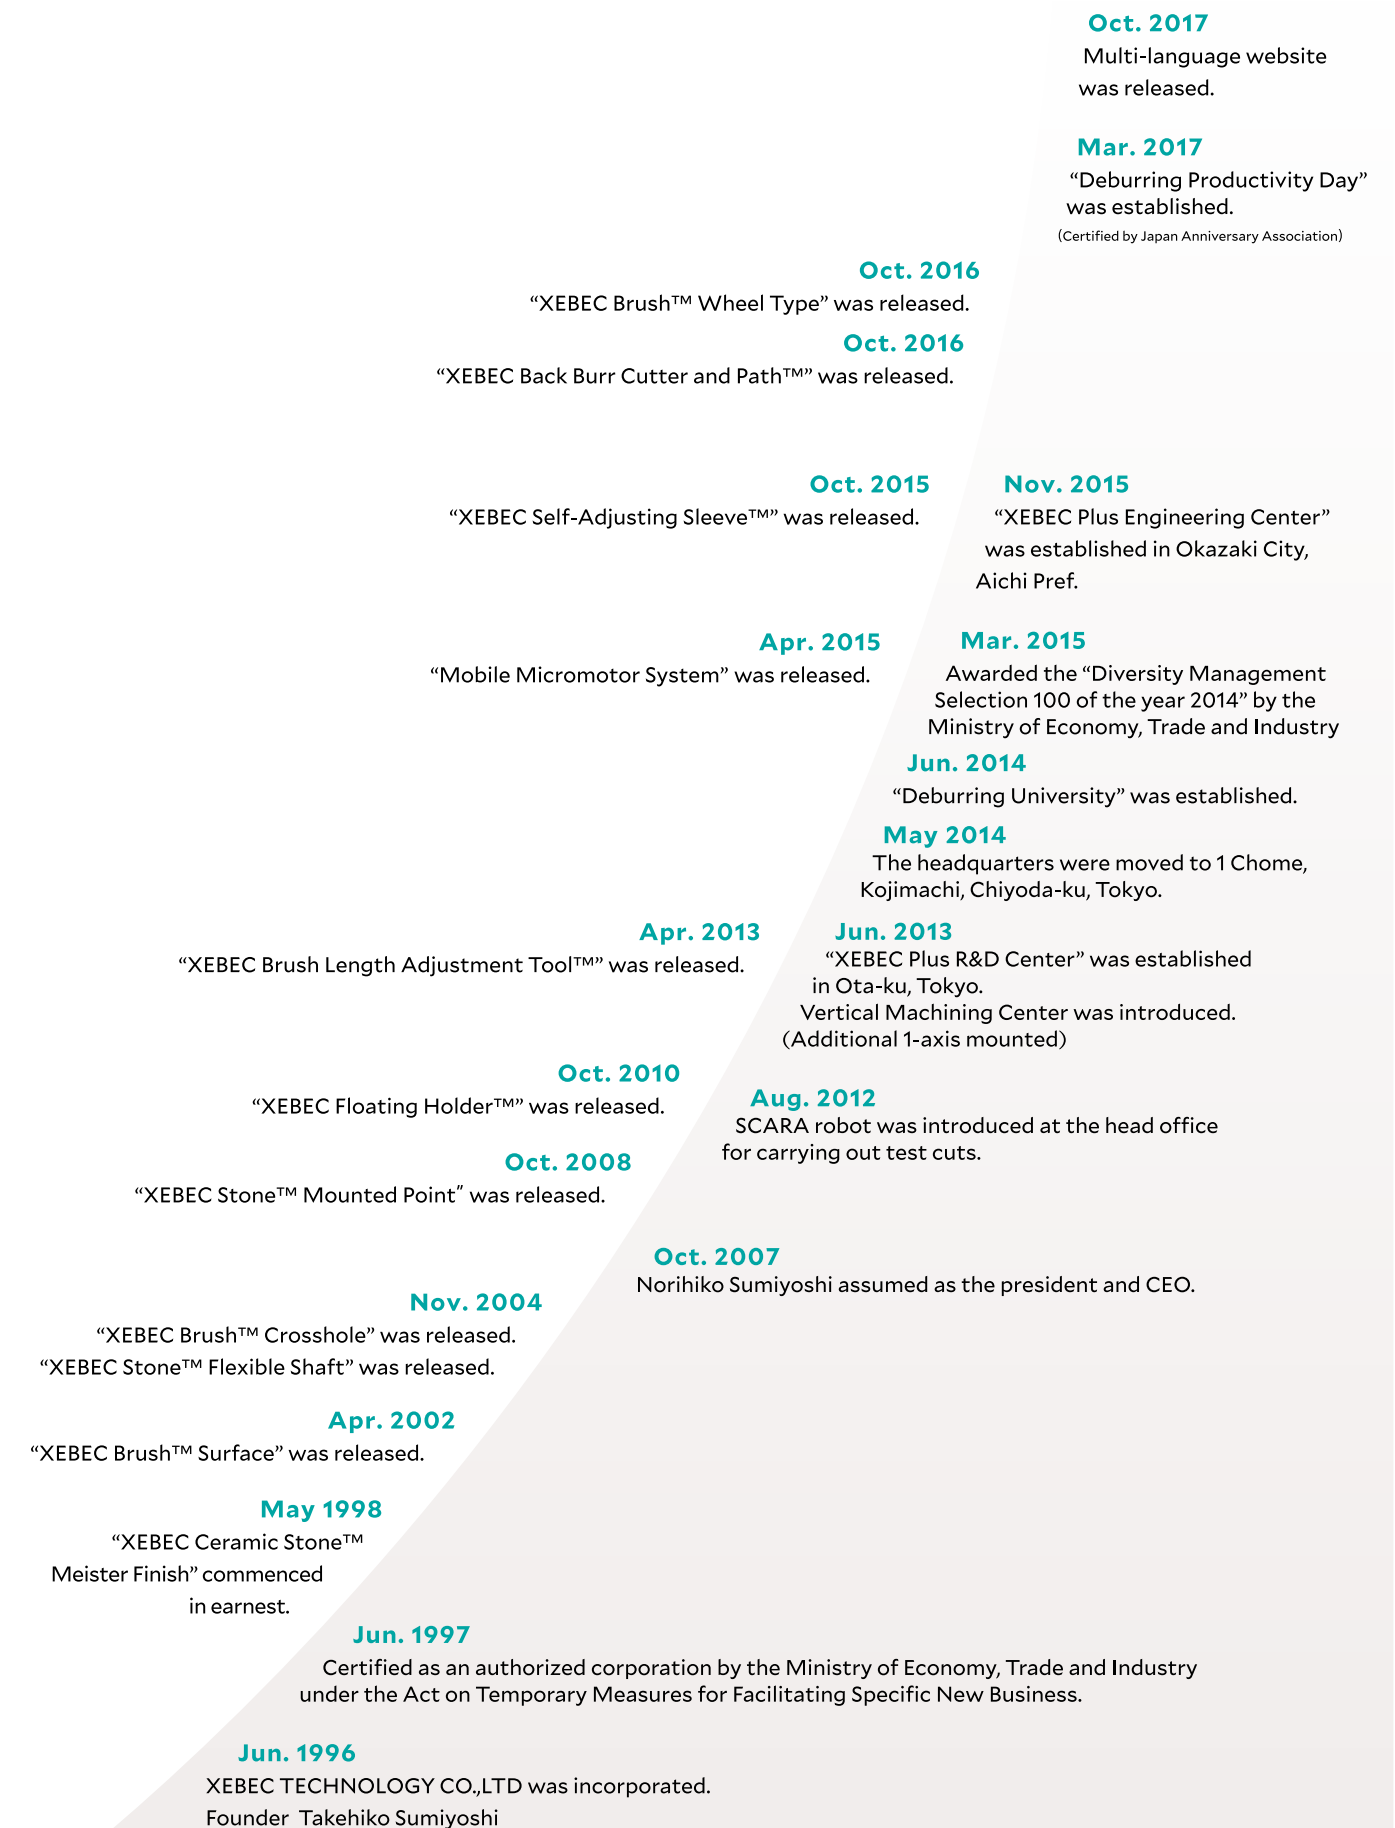 Oct. 2017
Multi-language website
was released.
Mar. 2017
“Deburring Productivity Day”
was established.
(Certified by Japan Anniversary Association)
Oct. 2016
“XEBEC Brush™ Wheel Type” was released.
Oct. 2016
“XEBEC Back Burr Cutter and Path™” was released.
Oct. 2015
“XEBEC Self-Adjusting Sleeve™” was released.
Nov. 2015
“XEBEC Plus Engineering Center”
was established in Okazaki City,
Aichi Pref.
Apr. 2015
“Mobile Micromotor System” was released.
Mar. 2015
Awarded the “Diversity Management
Selection 100 of the year 2014” by the
Ministry of Economy, Trade and Industry
Jun. 2014
“Deburring University” was established.
May 2014
The headquarters were moved to 1 Chome,
Kojimachi, Chiyoda-ku, Tokyo.
Apr. 2013
“XEBEC Brush Length Adjustment Tool™” was released.
Jun. 2013
“XEBEC Plus R&D Center” was established
in Ota-ku, Tokyo.
Vertical Machining Center was introduced.
(Additional 1-axis mounted)
Oct. 2010
“XEBEC Floating Holder™” was released.
Aug. 2012
SCARA robot was introduced at the head office
for carrying out test cuts.
Oct. 2008
“XEBEC Stone™ Mounted Point″ was released.
Oct. 2007
Norihiko Sumiyoshi assumed as the president and CEO.
Nov. 2004
“XEBEC Brush™ Crosshole” was released.
“XEBEC Stone™ Flexible Shaft” was released.
Apr. 2002
“XEBEC Brush™ Surface” was released.
May 1998
“XEBEC Ceramic Stone™
Meister Finish” commenced
in earnest.
Jun. 1997
Certified as an authorized corporation by the Ministry of Economy, Trade and Industry
under the Act on Temporary Measures for Facilitating Specific New Business.
Jun. 1996
XEBEC TECHNOLOGY CO.,LTD was incorporated.
Founder Takehiko Sumiyoshi